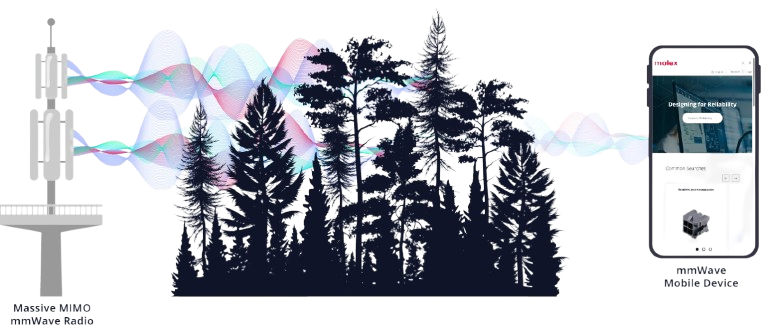 molex
Designing for Reliability
Common Searches
Massive MIMO
mmWave Radio
mmWave
Mobile Device